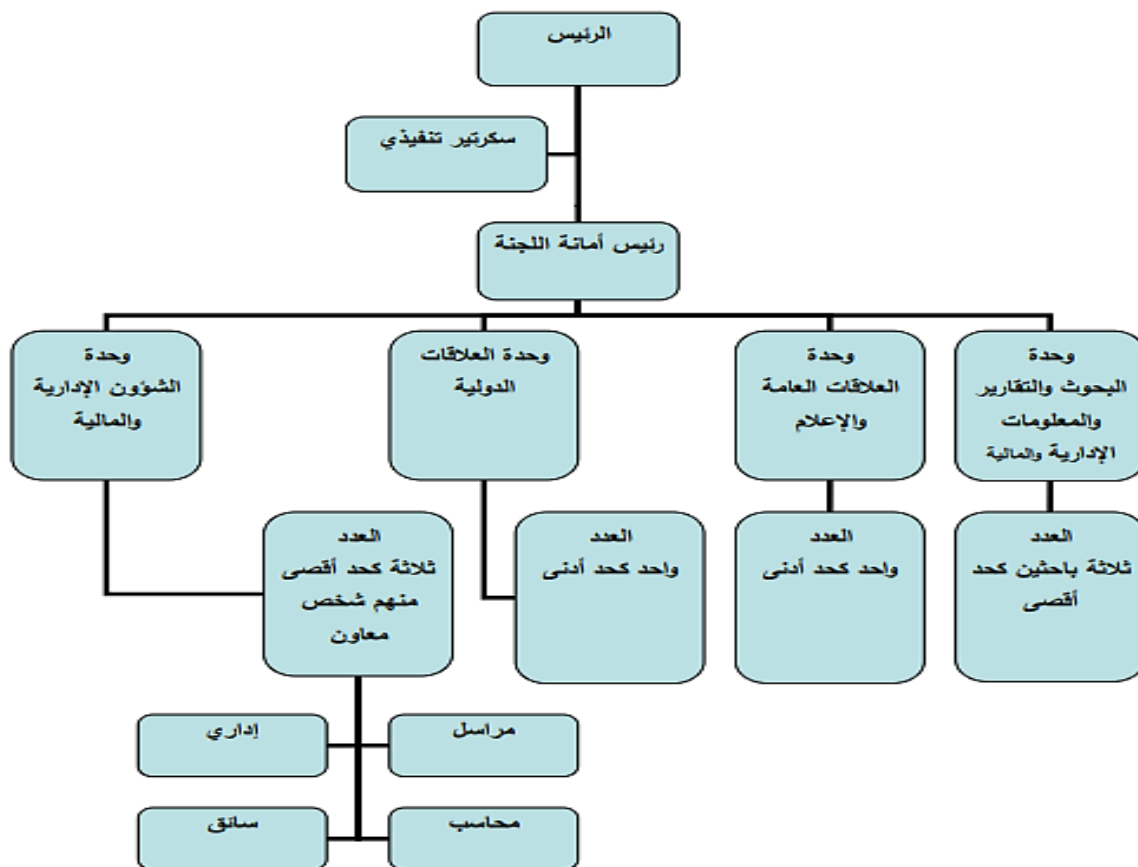 الرئيس
سكرتير تنفيذي
رئيس أمانة اللجنة
وحدة
البحوث والتقارير
والمعلومات
الإدارية والمالية
وحدة
العلاقات العامة
والإعلام
وحدة العلاقات
الدولية
وحدة
الشؤون الإدارية
والمالية
العدد
ثلاثة باحثين كحد
أقصى
العدد
واحد كحد أدنى
العدد
واحد كحد أدنى
العدد
ثلاثة كحد أقصى
منهم شخص
معاون
مراسل
إداري
محاسب
سائق